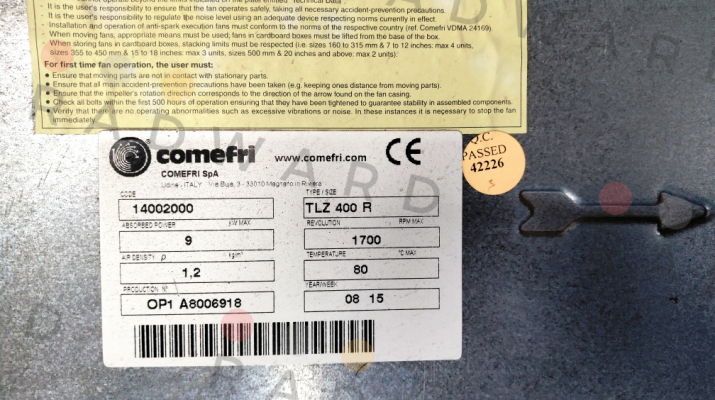 - It is the user's responsibility to ensure that the fan operates safely, taking all necessary accident-prevention precautions.
- It is the user's responsibility to regulate the noise level using an adequate device respecting norms currently in effect.
- Installation and operation of anti-spark execution fans must conform to the norms of the respective country (ref. Comefri VDMA 24169).
- When moving fans, appropriate means must be used; fans in cardboard boxes must be lifted from the base of the box.
- When storing fans in cardboard boxes, stacking limits must be respected (i.e. sizes 160 to 315 mm & 7 to 12 inches: max 4 units,
sizes 355 to 450 mm & 15 to 18 inches: max 3 units, sizes 500 mm & 20 inches and above: max 2 units):
For first time fan operation, the user must:
● Ensure that moving parts are not in contact with stationary parts.
● Ensure that all main accident-prevention precautions have been taken (e.g. keeping ones distance from moving parts).
● Ensure that the impeller's rotation direction corresponds to the direction of the arrow found on the fan casing.
● Check all bolts within the first 500 hours of operation ensuring that they have been tightened to guarantee stability in assembled components.
● Verify that there are no operating abnormalities such as excessive vibrations or noise. In these instances it is necessary to stop the fan
immediately.
comefri www.comefri.com CE
COMEFRI SpA
Udine - ITALY Via Buja, 3 - 33010 Magnano in Riviera
Q.C.
PASSED
42226
5
CODE TYPE / SIZE
14002000 TLZ 400 R
ABSORBED POWER kW MAX REVOLUTION RPM MAX
9 1700
AIR DENSITY ρ kg/m³ TEMPERATURE °C MAX
1,2 80
PRODUCTION N° YEAR/WEEK
OP1 A8006918 08 15
RADWARD
RADWARD